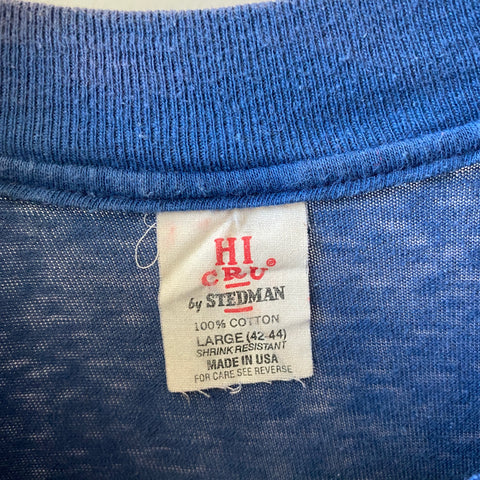 HI
CRU©
by STEDMAN
100% COTTON
LARGE (42-44)
SHRINK RESISTANT
MADE IN USA
FOR CARE SEE REVERSE